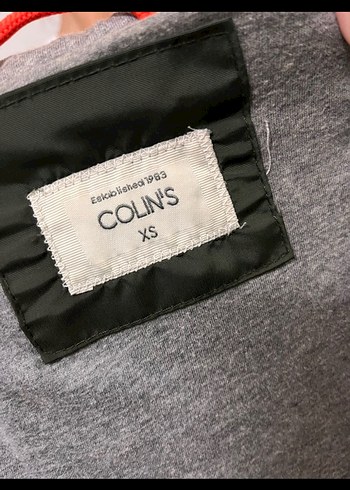 Established 1983
COLIN'S
XS